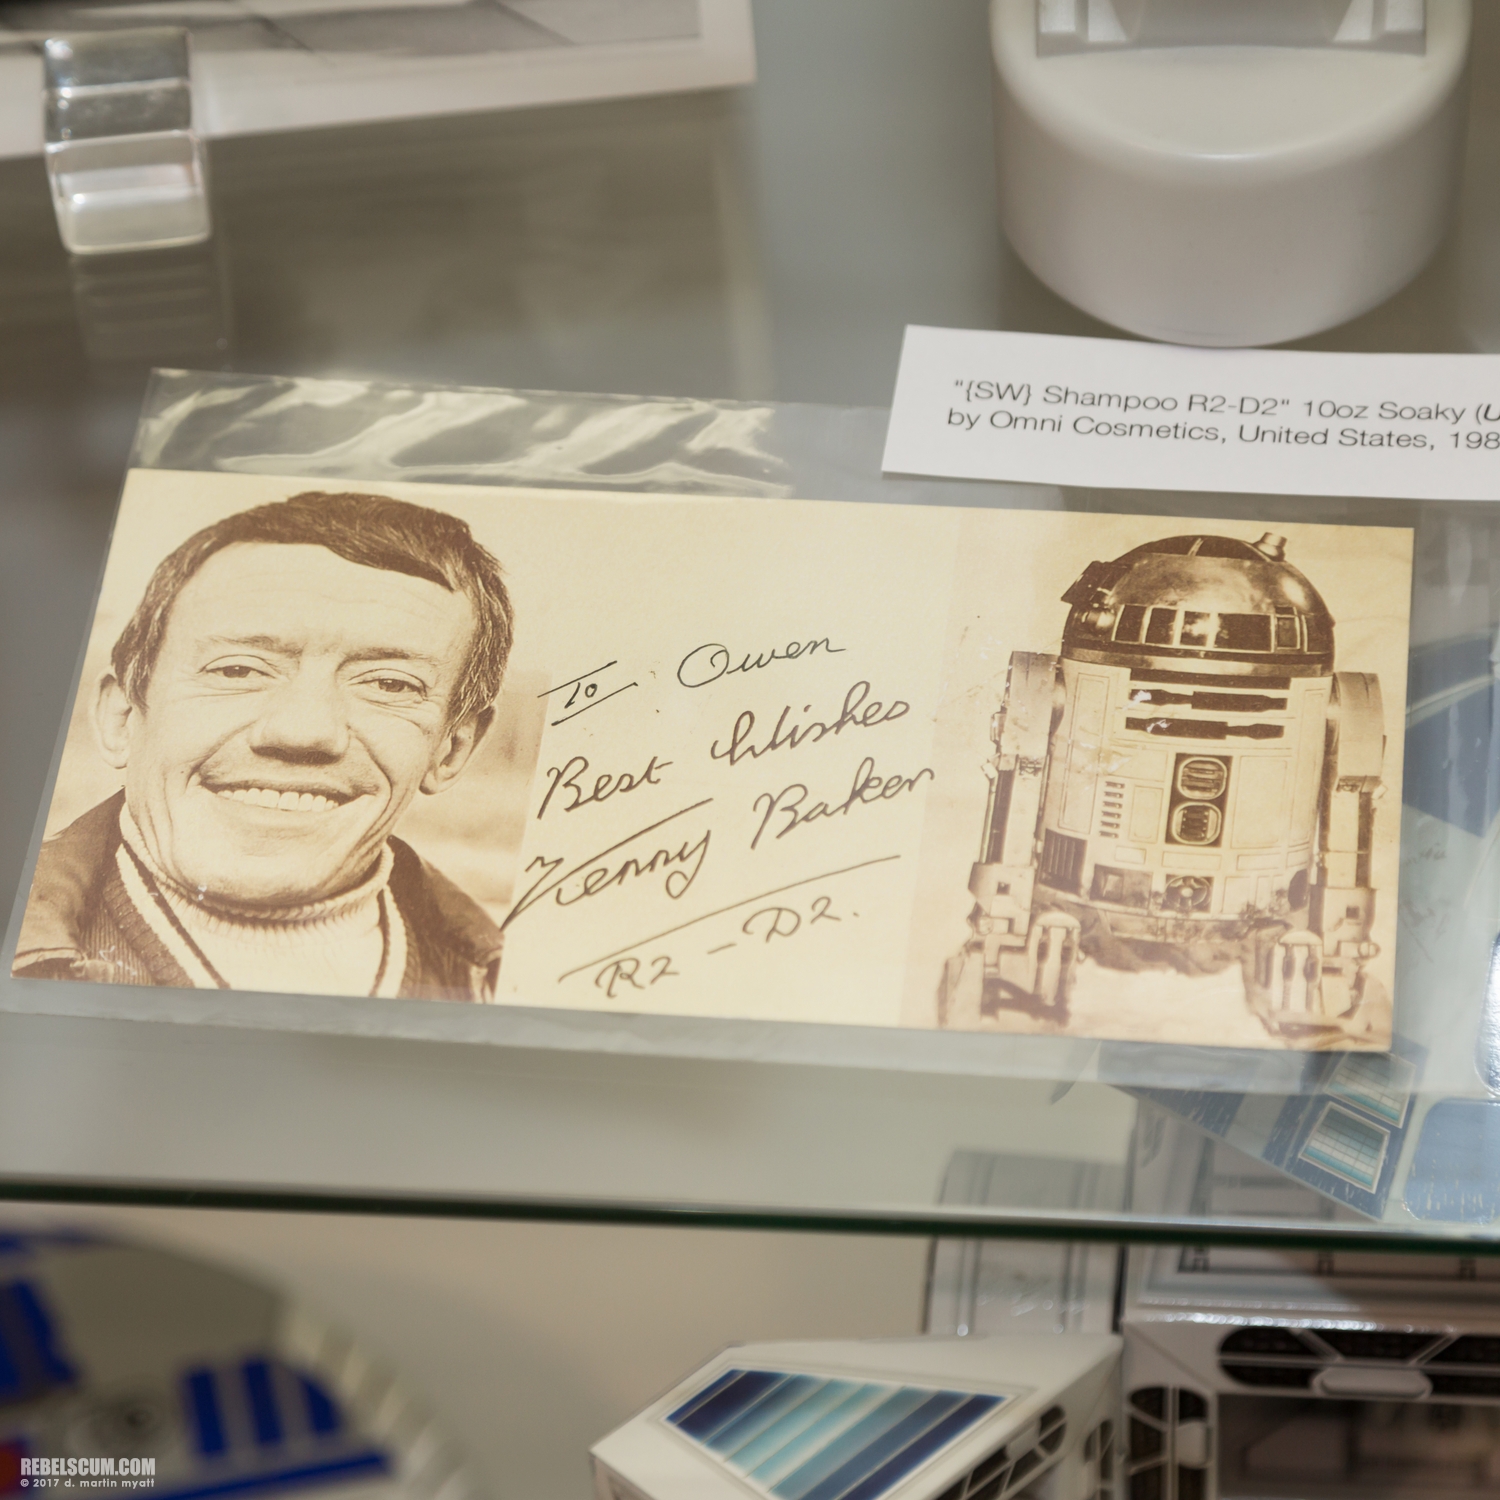 "{SW} Shampoo R2-D2" 10oz Soaky (U
by Omni Cosmetics, United States, 198
To Owen
Best Wishes
Kenny Baker
R2-D2.
REBELSCUM.COM
© 2017 d. martin myatt